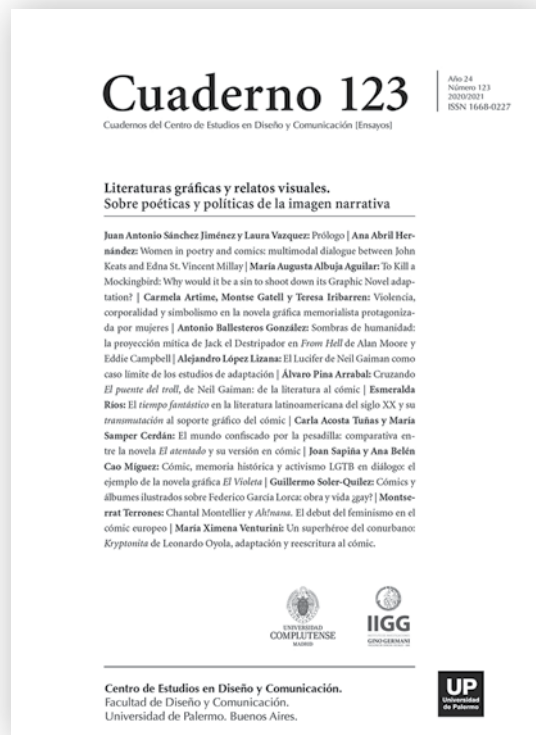 Cuaderno 123
Cuadernos del Centro de Estudios en Diseño y Comunicación [Ensayos]
Año 24
Número 123
2020/2021
ISSN 1668-0227
Literaturas gráficas y relatos visuales.
Sobre poéticas y políticas de la imagen narrativa
Juan Antonio Sánchez Jiménez y Laura Vazquez: Prólogo | Ana Abril Her-
nández: Women in poetry and comics: multimodal dialogue between John
Keats and Edna St. Vincent Millay | María Augusta Albuja Aguilar: To Kill a
Mockingbird: Why would it be a sin to shoot down its Graphic Novel adap-
tation? | Carmela Artime, Montse Gatell y Teresa Iribarren: Violencia,
corporalidad y simbolismo en la novela gráfica memorialista protagoniza-
da por mujeres | Antonio Ballesteros González: Sombras de humanidad:
la proyección mítica de Jack el Destripador en From Hell de Alan Moore y
Eddie Campbell | Alejandro López Lizana: El Lucifer de Neil Gaiman como
caso límite de los estudios de adaptación | Álvaro Pina Arrabal: Cruzando
El puente del troll, de Neil Gaiman: de la literatura al cómic | Esmeralda
Ríos: El tiempo fantástico en la literatura latinoamericana del siglo XX y su
transmutación al soporte gráfico del cómic | Carla Acosta Tuñas y María
Samper Cerdán: El mundo confiscado por la pesadilla: comparativa en-
tre la novela El atentado y su versión en cómic | Joan Sapiña y Ana Belén
Cao Míguez: Cómic, memoria histórica y activismo LGTB en diálogo: el
ejemplo de la novela gráfica El Violeta | Guillermo Soler-Quílez: Cómics y
álbumes ilustrados sobre Federico García Lorca: obra y vida ¿gay? | Montse-
rrat Terrones: Chantal Montellier y Ah!nana. El debut del feminismo en el
cómic europeo | María Ximena Venturini: Un superhéroe del conurbano:
Kryptonita de Leonardo Oyola, adaptación y reescritura al cómic.
UNIVERSIDAD
COMPLUTENSE
MADRID
IIGG
GINO GERMANI
Centro de Estudios en Diseño y Comunicación.
Facultad de Diseño y Comunicación.
Universidad de Palermo. Buenos Aires.
UP
Universidad
de Palermo